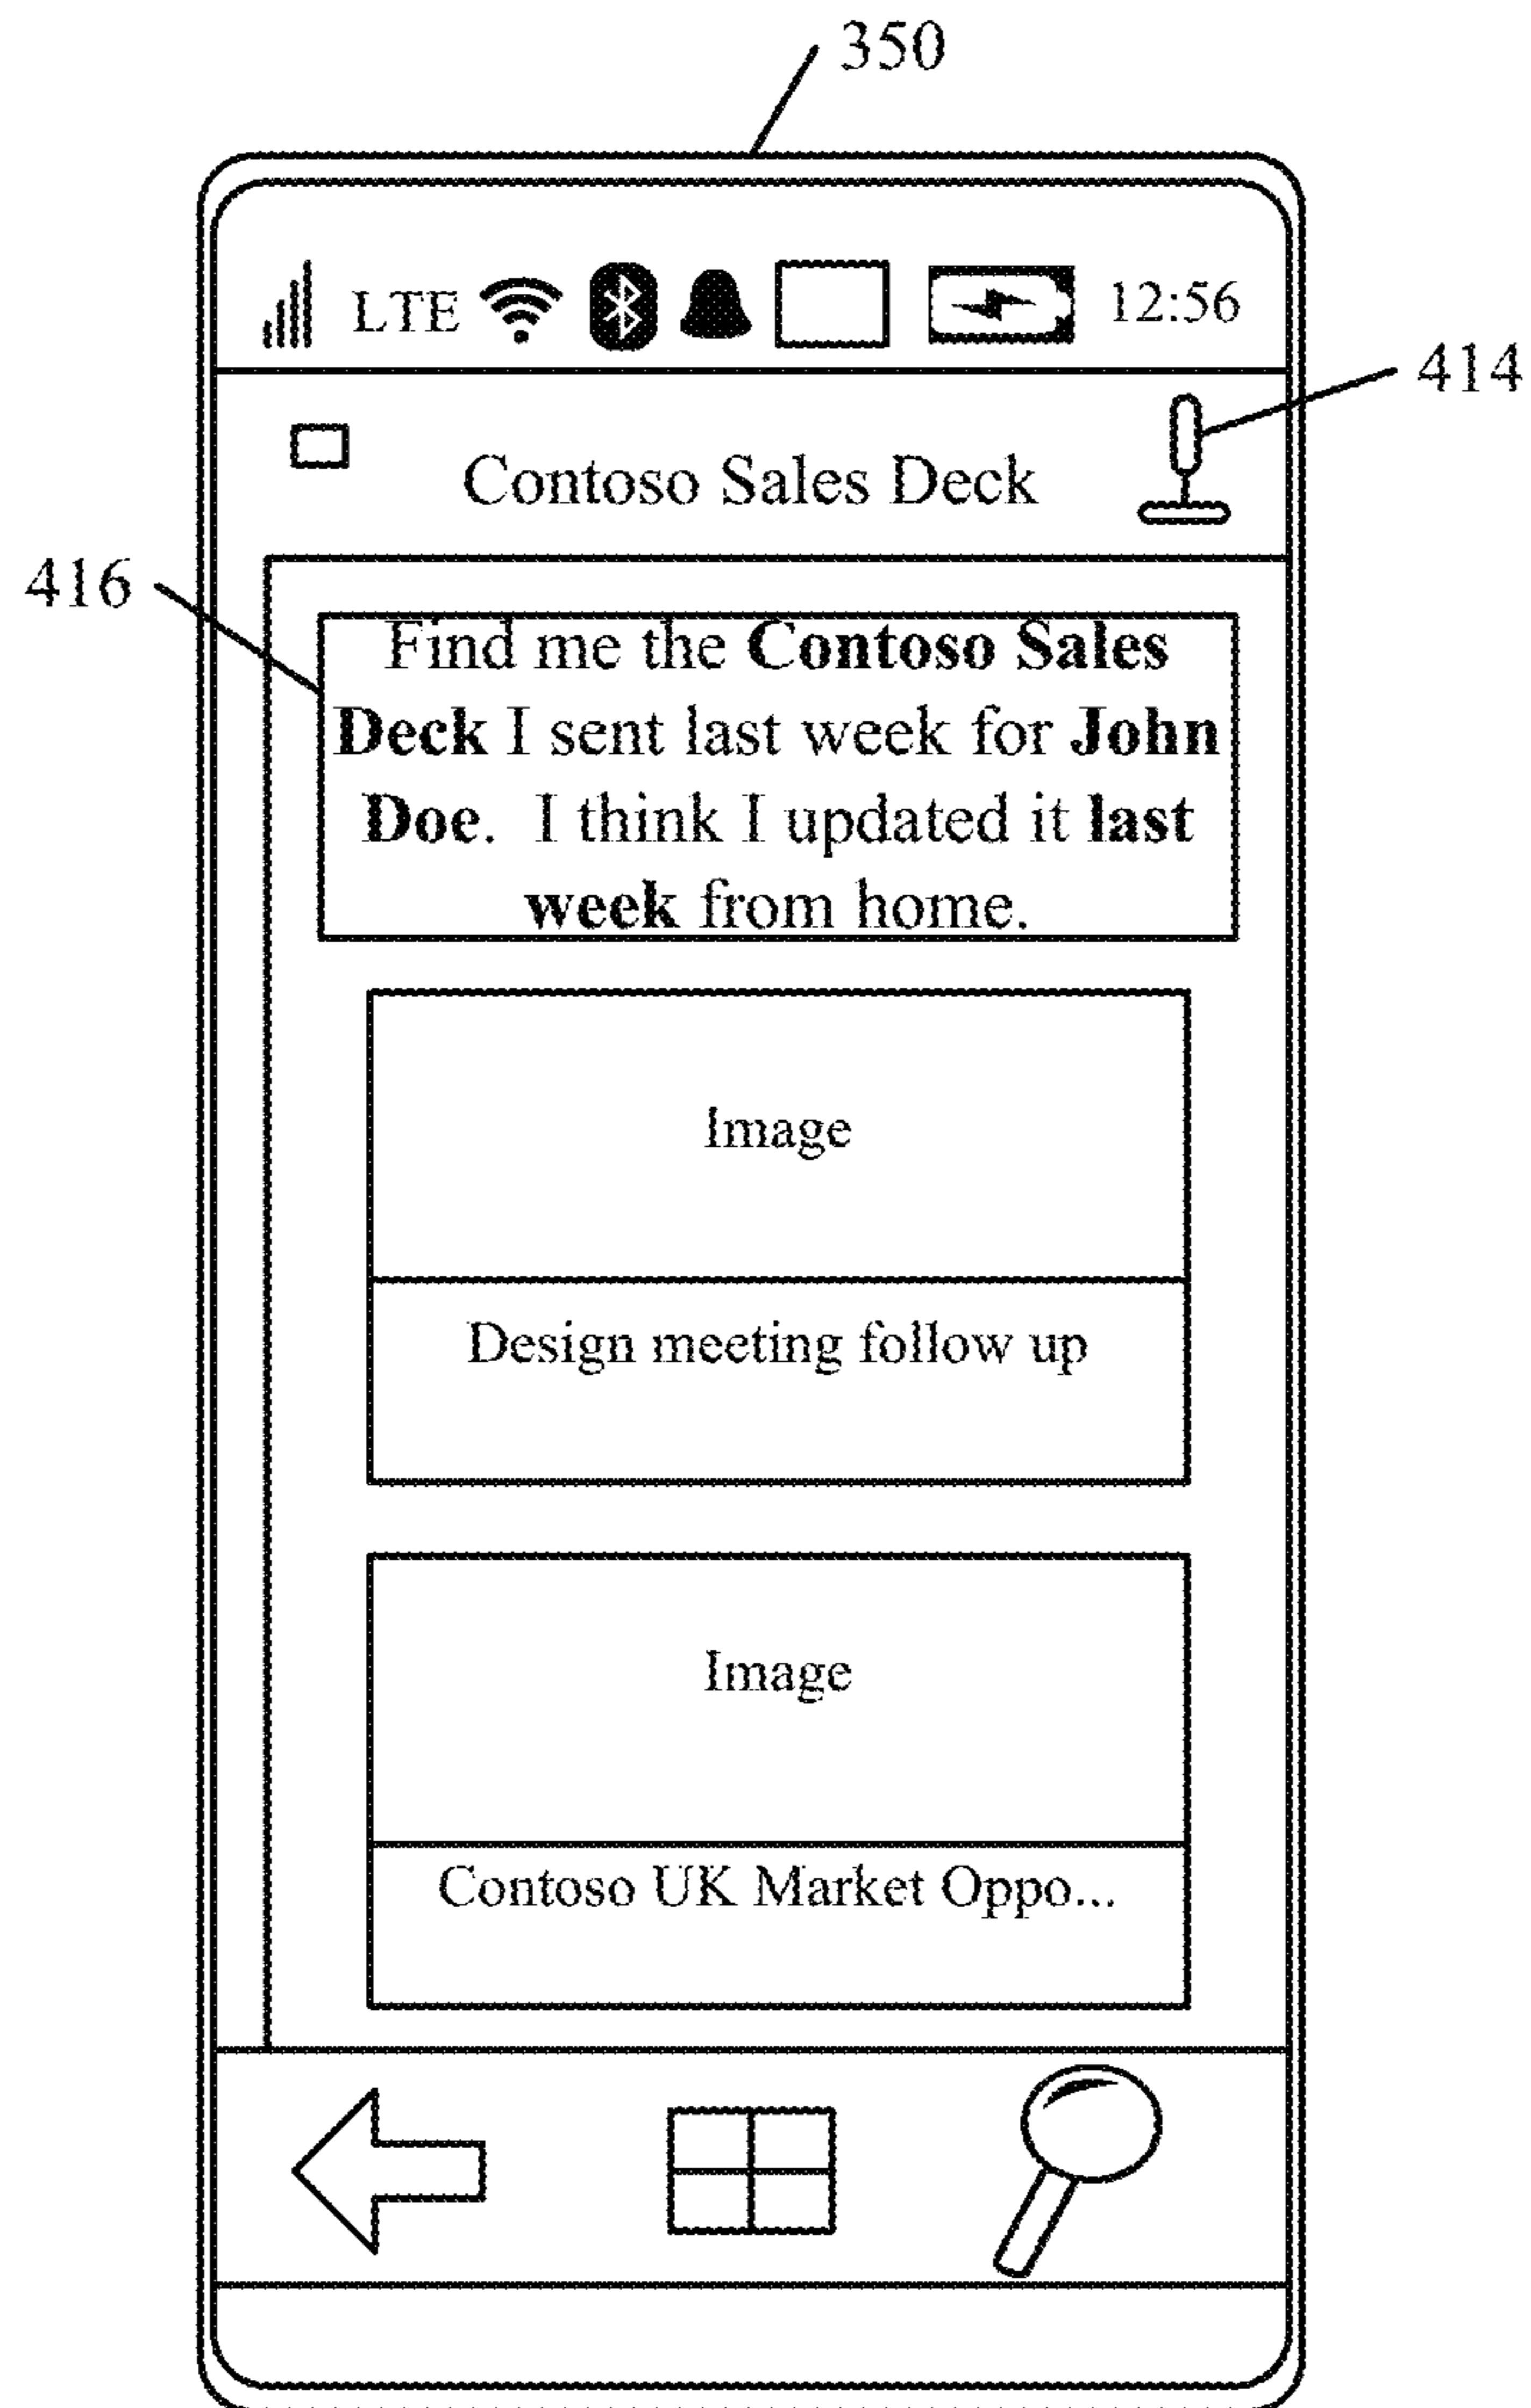 350
LTE 12:56
414
Contoso Sales Deck
416
Find me the Contoso Sales
Deck I sent last week for John
Doe. I think I updated it last
week from home.
Image
Design meeting follow up
Image
Contoso UK Market Oppo...